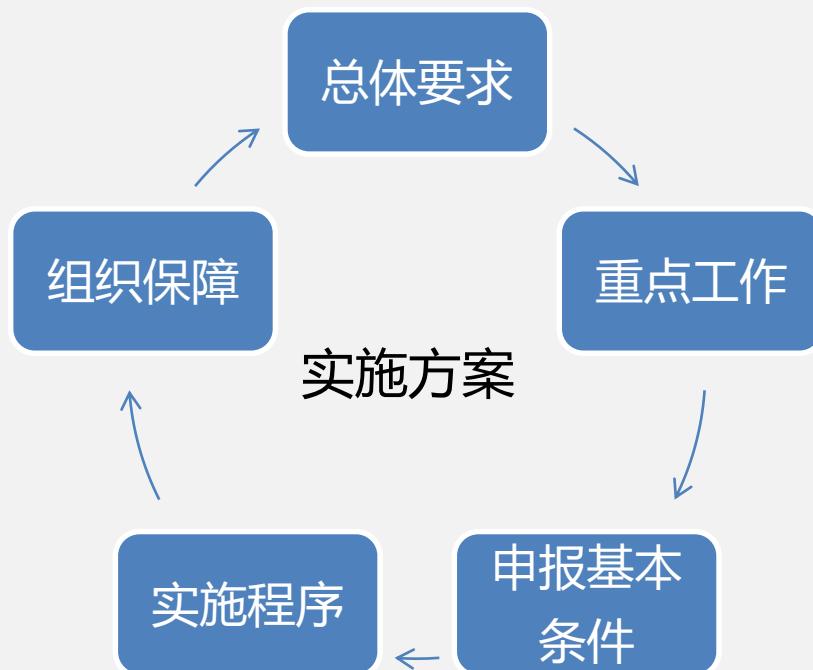 总体要求
组织保障
重点工作
实施方案
实施程序
申报基本
条件